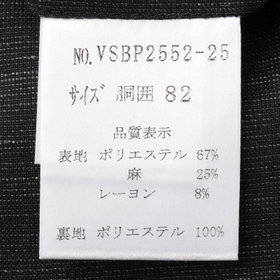 NO.VSBP2552-25
ｻｲｽﾞ 胴囲 82
品質表示
表地 ポリエステル 67%
麻 25%
レーヨン 8%
裏地 ポリエステル 100%